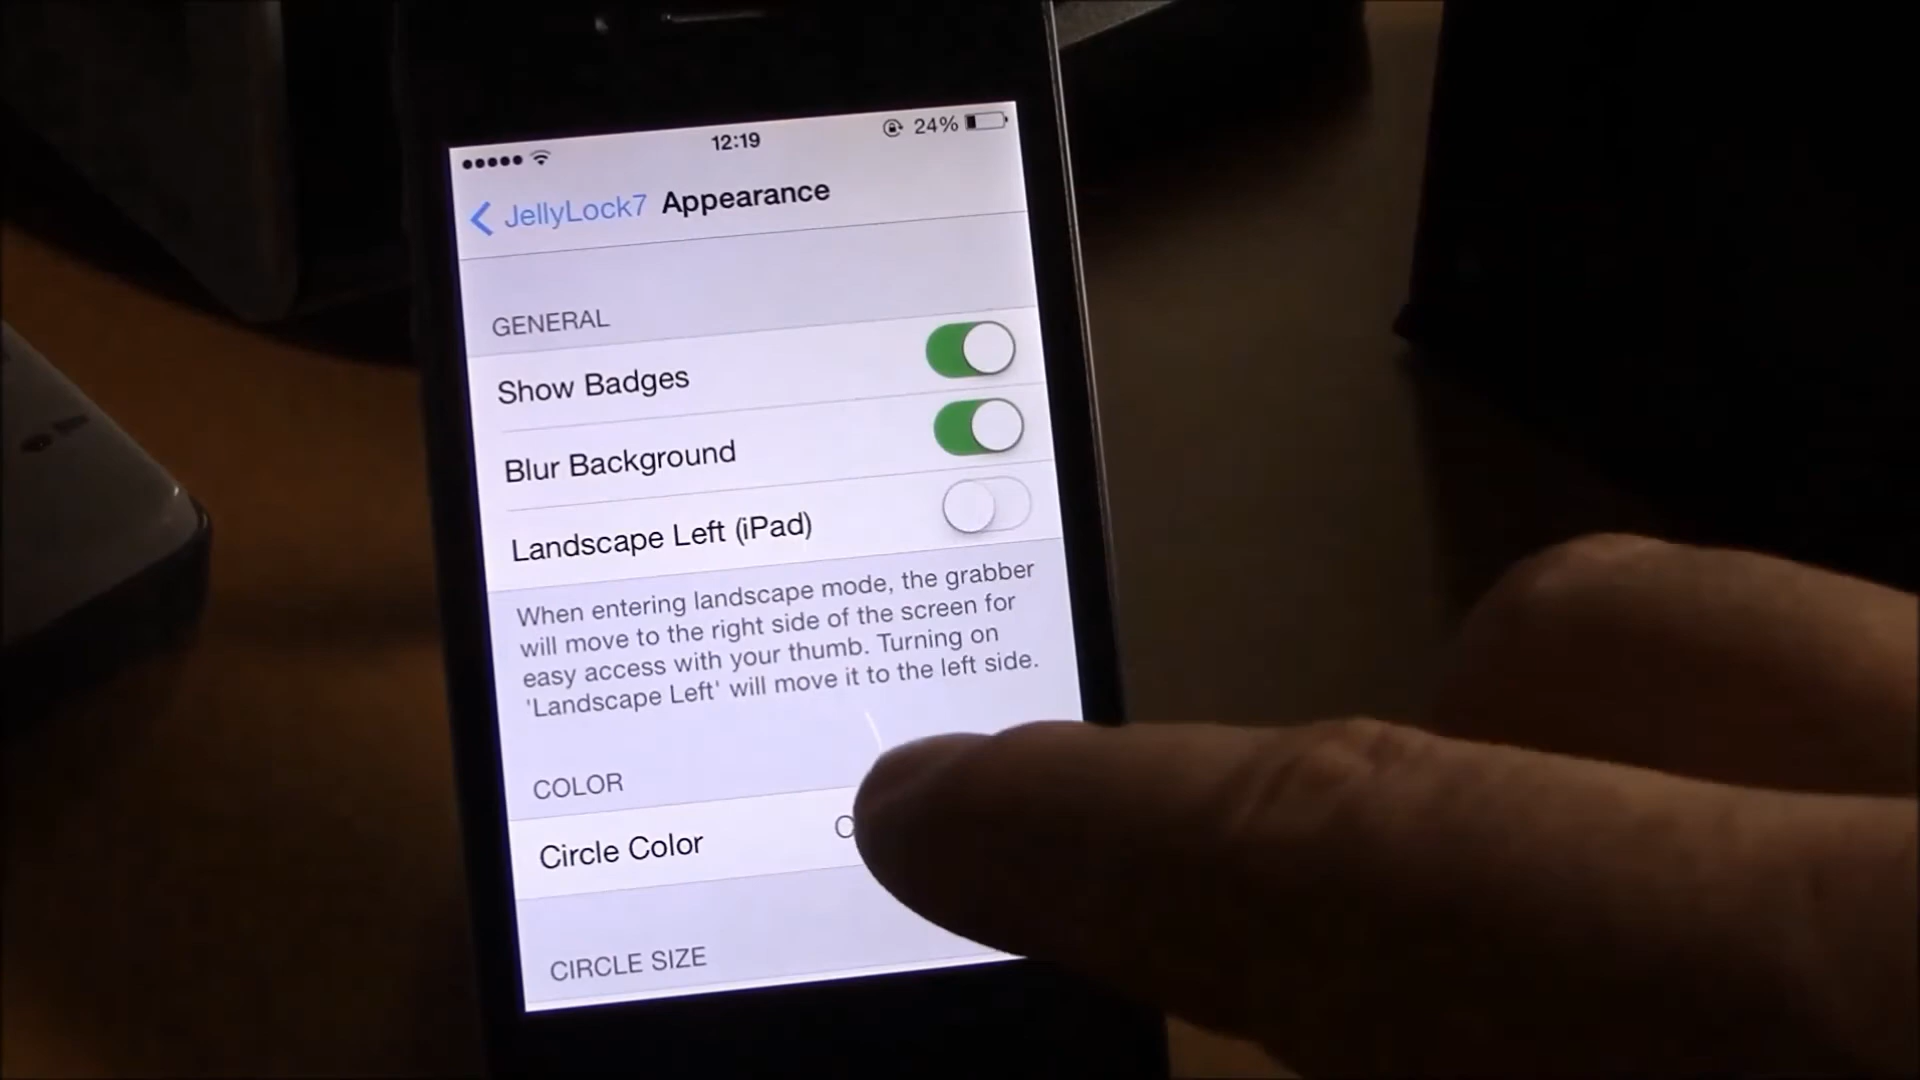 12:19
24%
JellyLock7 Appearance
GENERAL
Show Badges
Blur Background
Landscape Left (iPad)
When entering landscape mode, the grabber
will move to the right side of the screen for
easy access with your thumb. Turning on
'Landscape Left' will move it to the left side.
COLOR
Circle Color
CIRCLE SIZE